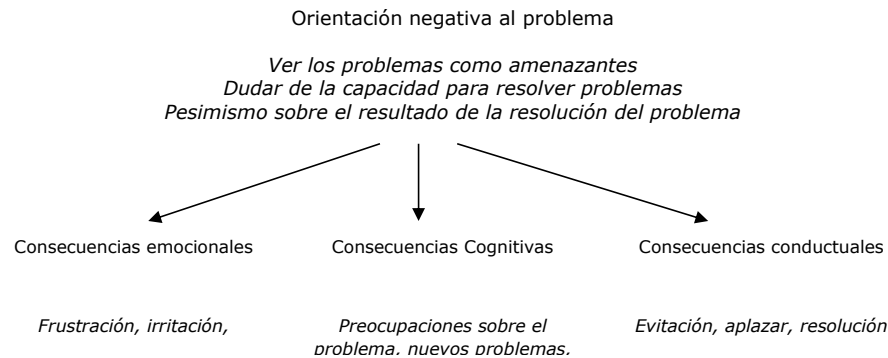 Orientación negativa al problema
Ver los problemas como amenazantes
Dudar de la capacidad para resolver problemas
Pesimismo sobre el resultado de la resolución del problema
Consecuencias emocionales
Consecuencias Cognitivas
Consecuencias conductuales
Frustración, irritación,
Preocupaciones sobre el
problema, nuevos problemas,
Evitación, aplazar, resolución